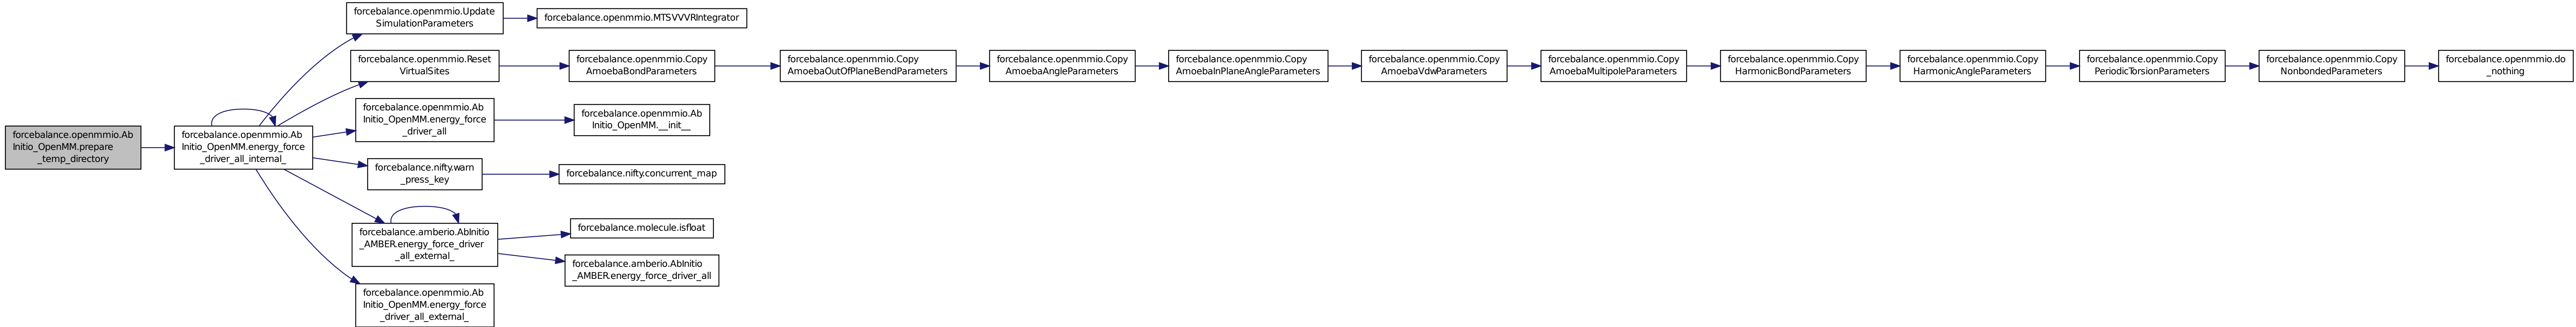 forcebalance.openmmio.Ab
Initio_OpenMM.prepare
_temp_directory
forcebalance.openmmio.Ab
Initio_OpenMM.energy_force
_driver_all_internal_
forcebalance.openmmio.Update
SimulationParameters
forcebalance.openmmio.MTSVVVRIntegrator
forcebalance.openmmio.Reset
VirtualSites
forcebalance.openmmio.Copy
AmoebaBondParameters
forcebalance.openmmio.Copy
AmoebaOutOfPlaneBendParameters
forcebalance.openmmio.Copy
AmoebaAngleParameters
forcebalance.openmmio.Copy
AmoebaInPlaneAngleParameters
forcebalance.openmmio.Copy
AmoebaVdwParameters
forcebalance.openmmio.Copy
AmoebaMultipoleParameters
forcebalance.openmmio.Copy
HarmonicBondParameters
forcebalance.openmmio.Copy
HarmonicAngleParameters
forcebalance.openmmio.Copy
PeriodicTorsionParameters
forcebalance.openmmio.Copy
NonbondedParameters
forcebalance.openmmio.do
_nothing
forcebalance.openmmio.Ab
Initio_OpenMM.energy_force
_driver_all
forcebalance.openmmio.Ab
Initio_OpenMM.__init__
forcebalance.nifty.warn
_press_key
forcebalance.nifty.concurrent_map
forcebalance.amberio.AbInitio
_AMBER.energy_force_driver
_all_external_
forcebalance.molecule.isfloat
forcebalance.amberio.AbInitio
_AMBER.energy_force_driver_all
forcebalance.openmmio.Ab
Initio_OpenMM.energy_force
_driver_all_external_